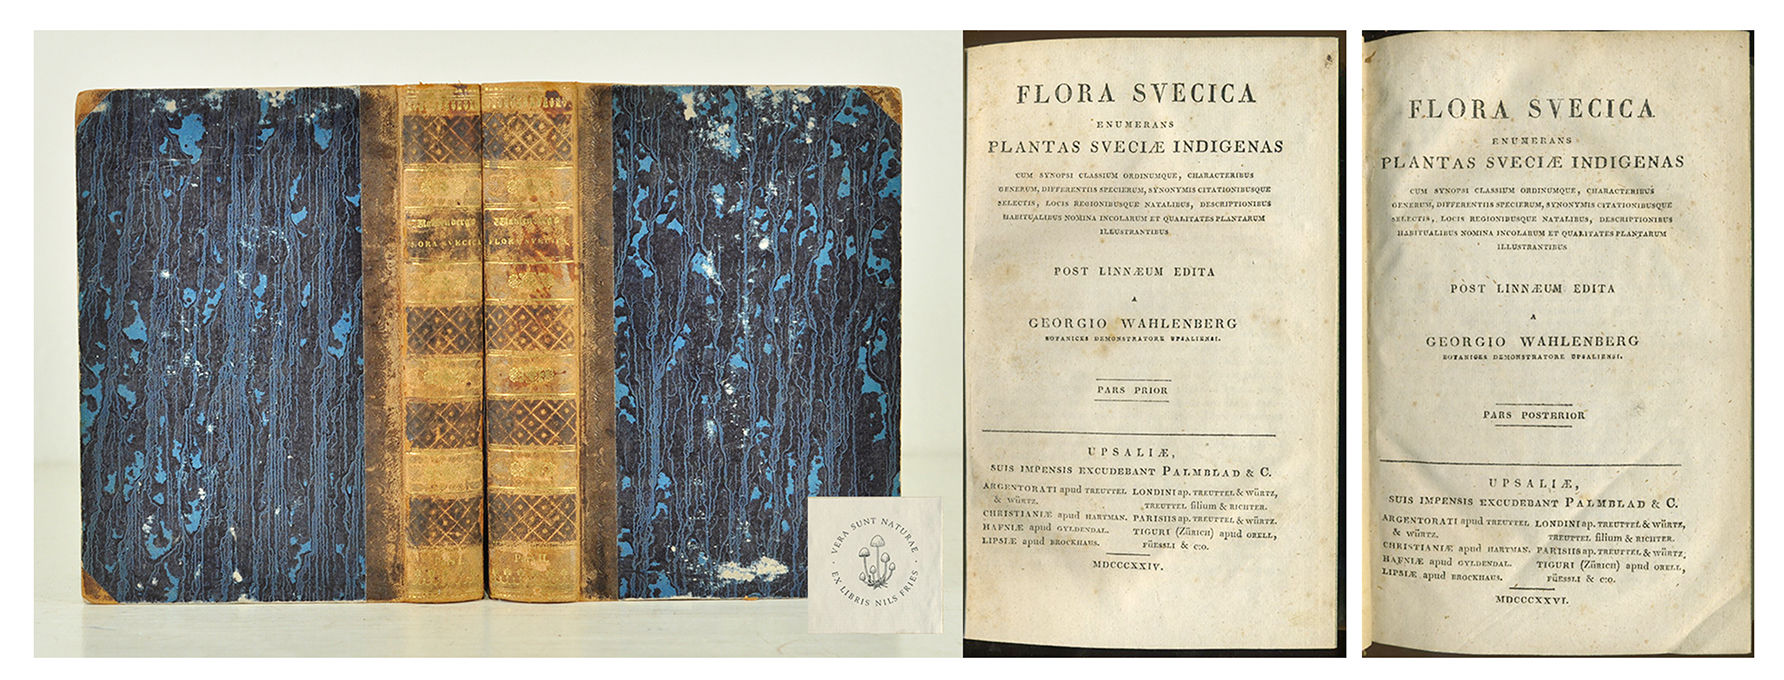 Wahlenbergs
FLORA SVECICA
Wahlenbergs
FLORA SVECICA
· VERA SUNT NATURAE ·
EX LIBRIS NILS FRIES
FLORA SVECICA
ENUMERANS
PLANTAS SVECIÆ INDIGENAS
CUM SYNOPSI CLASSIUM ORDINUMQUE, CHARACTERIBUS
GENERUM, DIFFERENTIIS SPECIERUM, SYNONYMIS CITATIONIBUSQUE
SELECTIS, LOCIS REGIONIBUSQUE NATALIBUS, DESCRIPTIONIBUS
HABITUALIBUS NOMINA INCOLARUM ET QUALITATES PLANTARUM
ILLUSTRANTIBUS
POST LINNÆUM EDITA
A
GEORGIO WAHLENBERG
BOTANICES DEMONSTRATORE UPSALIENSI.
PARS PRIOR
UPSALIÆ,
SUIS IMPENSIS EXCUDEBANT PALMBLAD & C.
ARGENTORATI apud TREUTTEL LONDINI ap. TREUTTEL & WÜRTZ,
& WÜRTZ. TREUTTEL filium & RICHTER.
CHRISTIANIÆ apud HARTMAN. PARISIIS ap. TREUTTEL & WÜRTZ.
HAFNIÆ apud GYLDENDAL. TIGURI (Zürich) apud ORELL,
LIPSIÆ apud BROCKHAUS. FÜESSLI & C:O.
MDCCCXXIV.
FLORA SVECICA
ENUMERANS
PLANTAS SVECIÆ INDIGENAS
CUM SYNOPSI CLASSIUM ORDINUMQUE, CHARACTERIBUS
GENERUM, DIFFERENTIIS SPECIERUM, SYNONYMIS CITATIONIBUSQUE
SELECTIS, LOCIS REGIONIBUSQUE NATALIBUS, DESCRIPTIONIBUS
HABITUALIBUS NOMINA INCOLARUM ET QUALITATES PLANTARUM
ILLUSTRANTIBUS
POST LINNÆUM EDITA
A
GEORGIO WAHLENBERG
BOTANICES DEMONSTRATORE UPSALIENSI.
PARS POSTERIOR
UPSALIÆ,
SUIS IMPENSIS EXCUDEBANT PALMBLAD & C.
ARGENTORATI apud TREUTTEL LONDINI ap. TREUTTEL & WÜRTZ,
& WÜRTZ. TREUTTEL filium & RICHTER.
CHRISTIANIÆ apud HARTMAN. PARISIIS ap. TREUTTEL & WÜRTZ.
HAFNIÆ apud GYLDENDAL. TIGURI (Zürich) apud ORELL,
LIPSIÆ apud BROCKHAUS. FÜESSLI & C:O.
MDCCCXXVI.